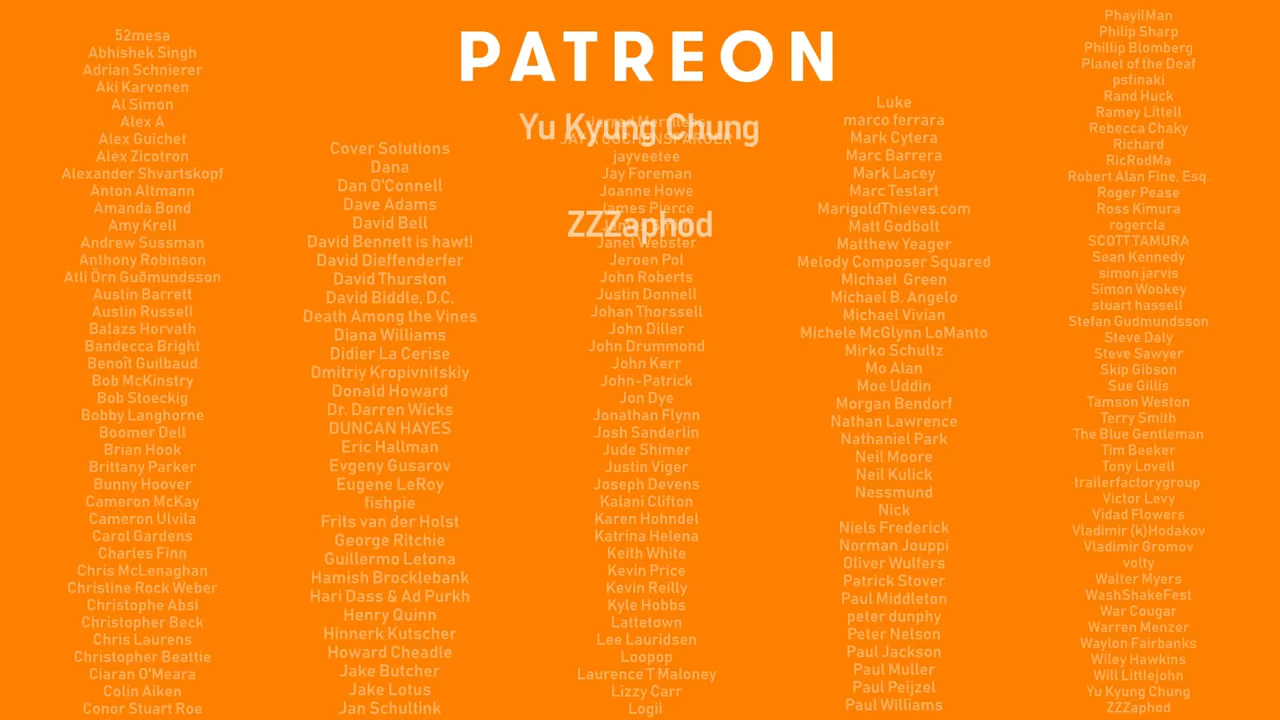 PATREON
Yu Kyung Chung
ZZZaphod
52mesa
Abhishek Singh
Adrian Schnierer
Aki Karvonen
Al Simon
Alex A
Alex Guichet
Alex Zicotron
Alexander Shvartskopf
Anton Altmann
Amanda Bond
Amy Krell
Andrew Sussman
Anthony Robinson
Atli Örn Guðmundsson
Austin Barrett
Austin Russell
Balazs Horvath
Bandecca Bright
Benoît Guilbaud
Bob McKinstry
Bob Stoeckig
Bobby Langhorne
Boomer Dell
Brian Hook
Brittany Parker
Bunny Hoover
Cameron McKay
Cameron Ulvila
Carol Gardens
Charles Finn
Chris McLenaghan
Christine Rock Weber
Christophe Absi
Christopher Beck
Chris Laurens
Christopher Beattie
Ciaran O'Meara
Colin Aiken
Conor Stuart Roe
Cover Solutions
Dana
Dan O'Connell
Dave Adams
David Bell
David Bennett is hawt!
David Dieffenderfer
David Thurston
David Biddle, D.C.
Death Among the Vines
Diana Williams
Didier La Cerise
Dmitriy Kropivnitskiy
Donald Howard
Dr. Darren Wicks
DUNCAN HAYES
Eric Hallman
Evgeny Gusarov
Eugene LeRoy
fishpie
Frits van der Holst
George Ritchie
Guillermo Letona
Hamish Brocklebank
Hari Dass & Ad Purkh
Henry Quinn
Hinnerk Kutscher
Howard Cheadle
Jake Butcher
Jake Lotus
Jan Schultink
jayveetee
Jay Foreman
Joanne Howe
James Pierce
Janel Webster
Jeroen Pol
John Roberts
Justin Donnell
Johan Thorssell
John Diller
John Drummond
John Kerr
John-Patrick
Jon Dye
Jonathan Flynn
Josh Sanderlin
Jude Shimer
Justin Viger
Joseph Devens
Kalani Clifton
Karen Hohndel
Katrina Helena
Keith White
Kevin Price
Kevin Reilly
Kyle Hobbs
Lattetown
Lee Lauridsen
Loopop
Laurence T Maloney
Lizzy Carr
Logii
Luke
marco ferrara
Mark Cytera
Marc Barrera
Mark Lacey
Marc Testart
MarigoldThieves.com
Matt Godbolt
Matthew Yeager
Melody Composer Squared
Michael Green
Michael B. Angelo
Michael Vivian
Michele McGlynn LoManto
Mirko Schultz
Mo Alan
Moe Uddin
Morgan Bendorf
Nathan Lawrence
Nathaniel Park
Neil Moore
Neil Kulick
Nessmund
Nick
Niels Frederick
Norman Jouppi
Oliver Wulfers
Patrick Stover
Paul Middleton
peter dunphy
Peter Nelson
Paul Jackson
Paul Muller
Paul Peijzel
Paul Williams
PhayilMan
Philip Sharp
Phillip Blomberg
Planet of the Deaf
psfinaki
Rand Huck
Ramey Littell
Rebecca Chaky
Richard
RicRodMa
Robert Alan Fine, Esq.
Roger Pease
Ross Kimura
rogercla
SCOTT TAMURA
Sean Kennedy
simon jarvis
Simon Wookey
stuart hassell
Stefan Gudmundsson
Steve Daly
Steve Sawyer
Skip Gibson
Sue Gillis
Tamson Weston
Terry Smith
The Blue Gentleman
Tim Beeker
Tony Lovell
trailerfactorygroup
Victor Levy
Vidad Flowers
Vladimir (k)Hodakov
Vladimir Gromov
volty
Walter Myers
WashShakeFest
War Cougar
Warren Menzer
Waylon Fairbanks
Wiley Hawkins
Will Littlejohn
Yu Kyung Chung
ZZZaphod